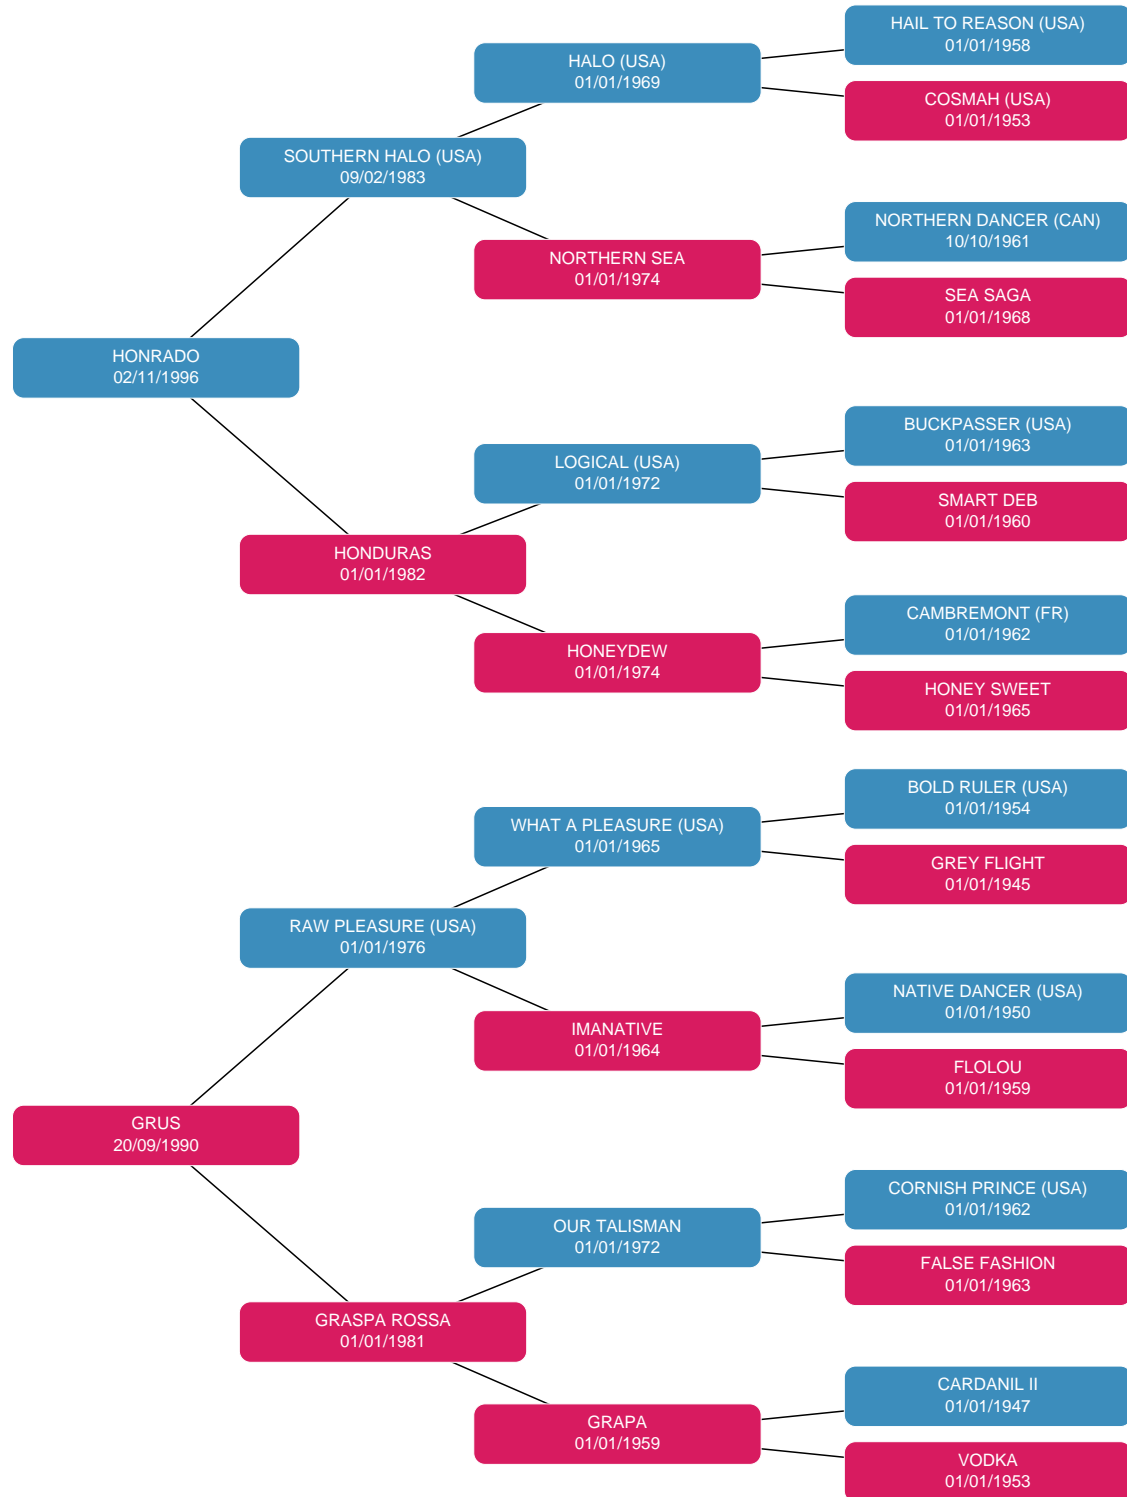 HAIL TO REASON (USA)
01/01/1958
HALO (USA)
01/01/1969
COSMAH (USA)
01/01/1953
SOUTHERN HALO (USA)
09/02/1983
NORTHERN DANCER (CAN)
10/10/1961
NORTHERN SEA
01/01/1974
SEA SAGA
01/01/1968
HONRADO
02/11/1996
BUCKPASSER (USA)
01/01/1963
LOGICAL (USA)
01/01/1972
SMART DEB
01/01/1960
HONDURAS
01/01/1982
CAMBREMONT (FR)
01/01/1962
HONEYDEW
01/01/1974
HONEY SWEET
01/01/1965
BOLD RULER (USA)
01/01/1954
WHAT A PLEASURE (USA)
01/01/1965
GREY FLIGHT
01/01/1945
RAW PLEASURE (USA)
01/01/1976
NATIVE DANCER (USA)
01/01/1950
IMANATIVE
01/01/1964
FLOLOU
01/01/1959
GRUS
20/09/1990
CORNISH PRINCE (USA)
01/01/1962
OUR TALISMAN
01/01/1972
FALSE FASHION
01/01/1963
GRASPA ROSSA
01/01/1981
CARDANIL II
01/01/1947
GRAPA
01/01/1959
VODKA
01/01/1953